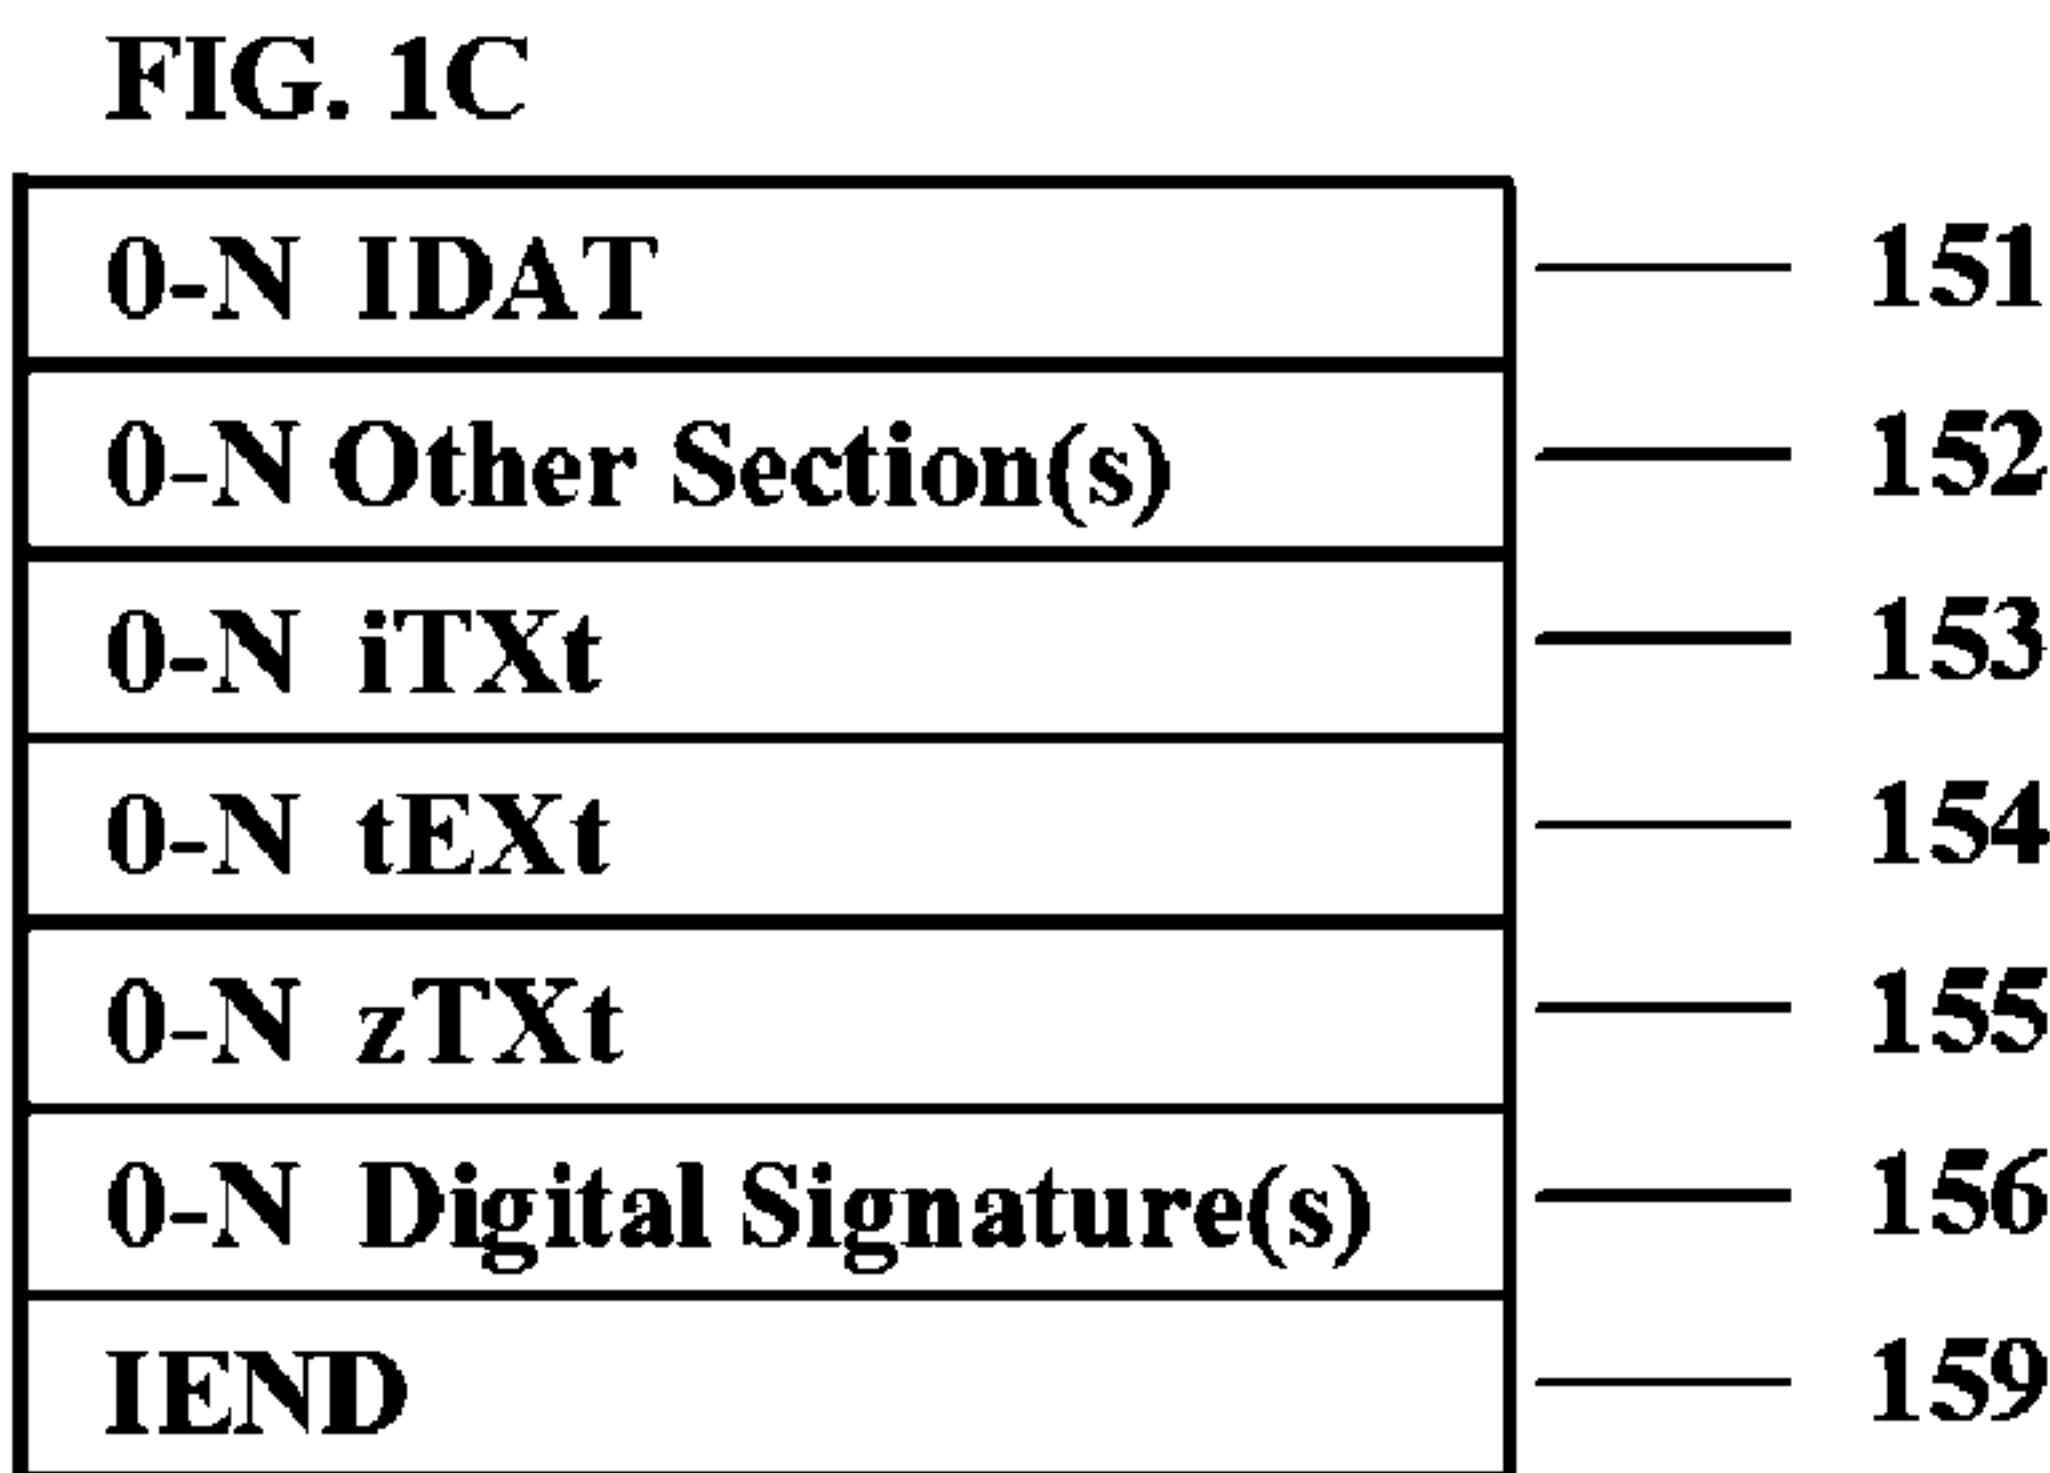 FIG. 1C
0-N IDAT 151
0-N Other Section(s) 152
0-N iTXt 153
0-N tEXt 154
0-N zTXt 155
0-N Digital Signature(s) 156
IEND 159